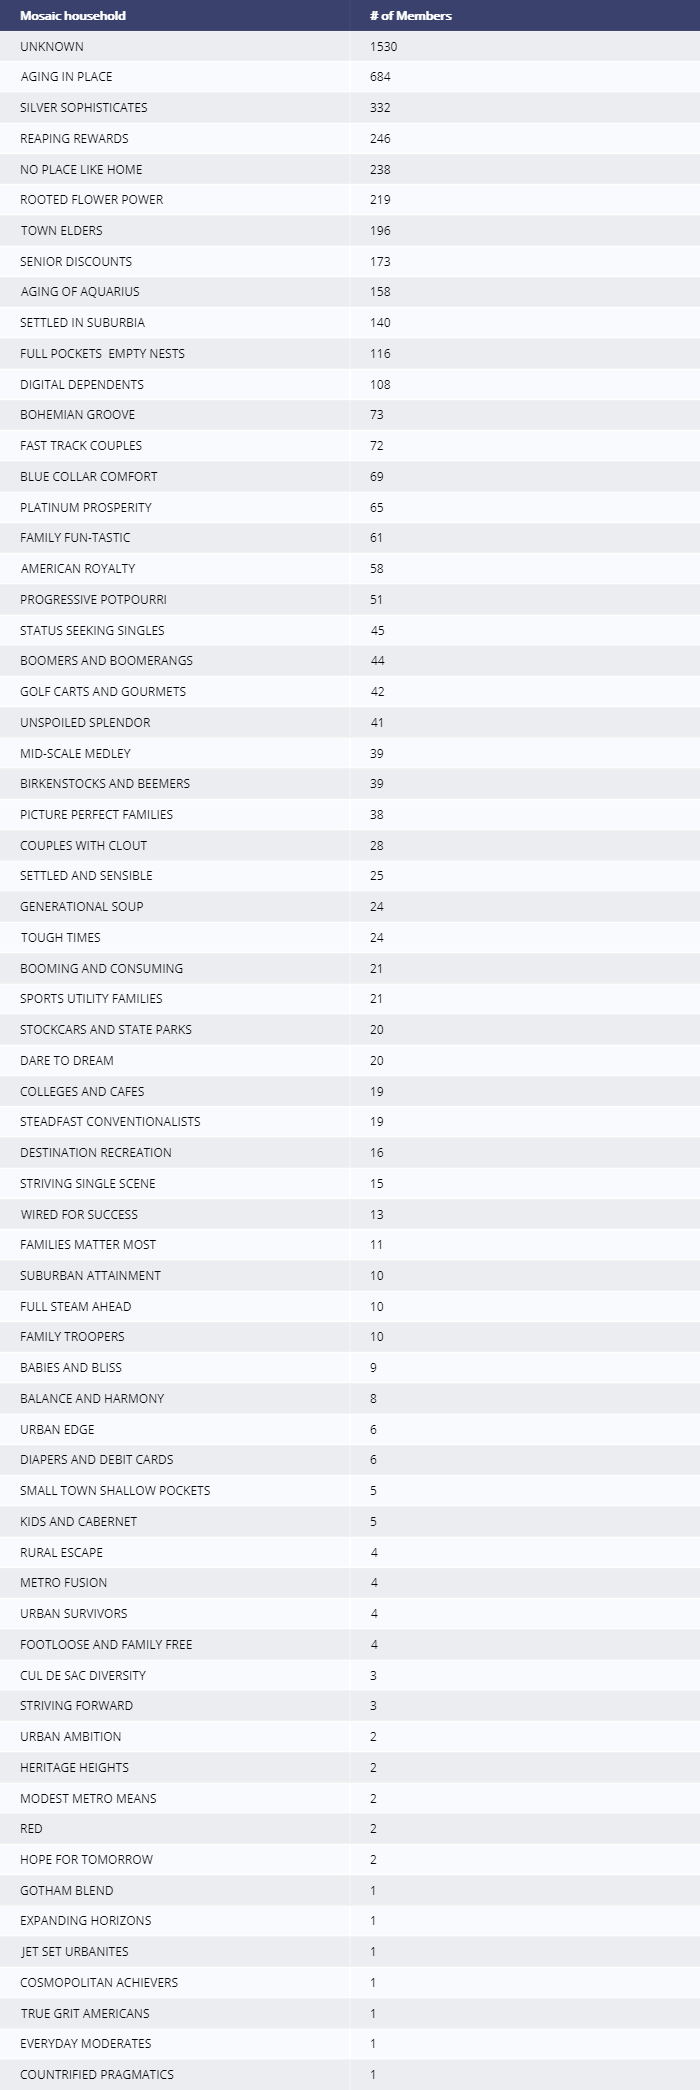 Mosaic household # of Members
UNKNOWN 1530
AGING IN PLACE 684
SILVER SOPHISTICATES 332
REAPING REWARDS 246
NO PLACE LIKE HOME 238
ROOTED FLOWER POWER 219
TOWN ELDERS 196
SENIOR DISCOUNTS 173
AGING OF AQUARIUS 158
SETTLED IN SUBURBIA 140
FULL POCKETS  EMPTY NESTS 116
DIGITAL DEPENDENTS 108
BOHEMIAN GROOVE 73
FAST TRACK COUPLES 72
BLUE COLLAR COMFORT 69
PLATINUM PROSPERITY 65
FAMILY FUN-TASTIC 61
AMERICAN ROYALTY 58
PROGRESSIVE POTPOURRI 51
STATUS SEEKING SINGLES 45
BOOMERS AND BOOMERANGS 44
GOLF CARTS AND GOURMETS 42
UNSPOILED SPLENDOR 41
MID-SCALE MEDLEY 39
BIRKENSTOCKS AND BEEMERS 39
PICTURE PERFECT FAMILIES 38
COUPLES WITH CLOUT 28
SETTLED AND SENSIBLE 25
GENERATIONAL SOUP 24
TOUGH TIMES 24
BOOMING AND CONSUMING 21
SPORTS UTILITY FAMILIES 21
STOCKCARS AND STATE PARKS 20
DARE TO DREAM 20
COLLEGES AND CAFES 19
STEADFAST CONVENTIONALISTS 19
DESTINATION RECREATION 16
STRIVING SINGLE SCENE 15
WIRED FOR SUCCESS 13
FAMILIES MATTER MOST 11
SUBURBAN ATTAINMENT 10
FULL STEAM AHEAD 10
FAMILY TROOPERS 10
BABIES AND BLISS 9
BALANCE AND HARMONY 8
URBAN EDGE 6
DIAPERS AND DEBIT CARDS 6
SMALL TOWN SHALLOW POCKETS 5
KIDS AND CABERNET 5
RURAL ESCAPE 4
METRO FUSION 4
URBAN SURVIVORS 4
FOOTLOOSE AND FAMILY FREE 4
CUL DE SAC DIVERSITY 3
STRIVING FORWARD 3
URBAN AMBITION 2
HERITAGE HEIGHTS 2
MODEST METRO MEANS 2
RED 2
HOPE FOR TOMORROW 2
GOTHAM BLEND 1
EXPANDING HORIZONS 1
JET SET URBANITES 1
COSMOPOLITAN ACHIEVERS 1
TRUE GRIT AMERICANS 1
EVERYDAY MODERATES 1
COUNTRIFIED PRAGMATICS 1